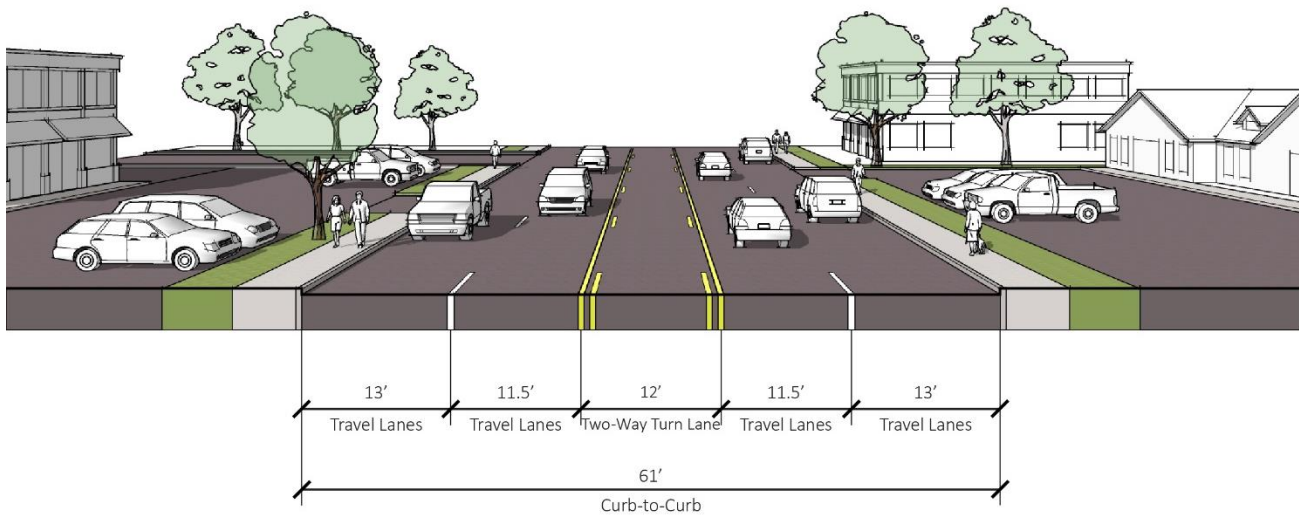 13’ 11.5’ 12’ 11.5’ 13’
Travel Lanes Travel Lanes Two-Way Turn Lane Travel Lanes Travel Lanes
61’
Curb-to-Curb